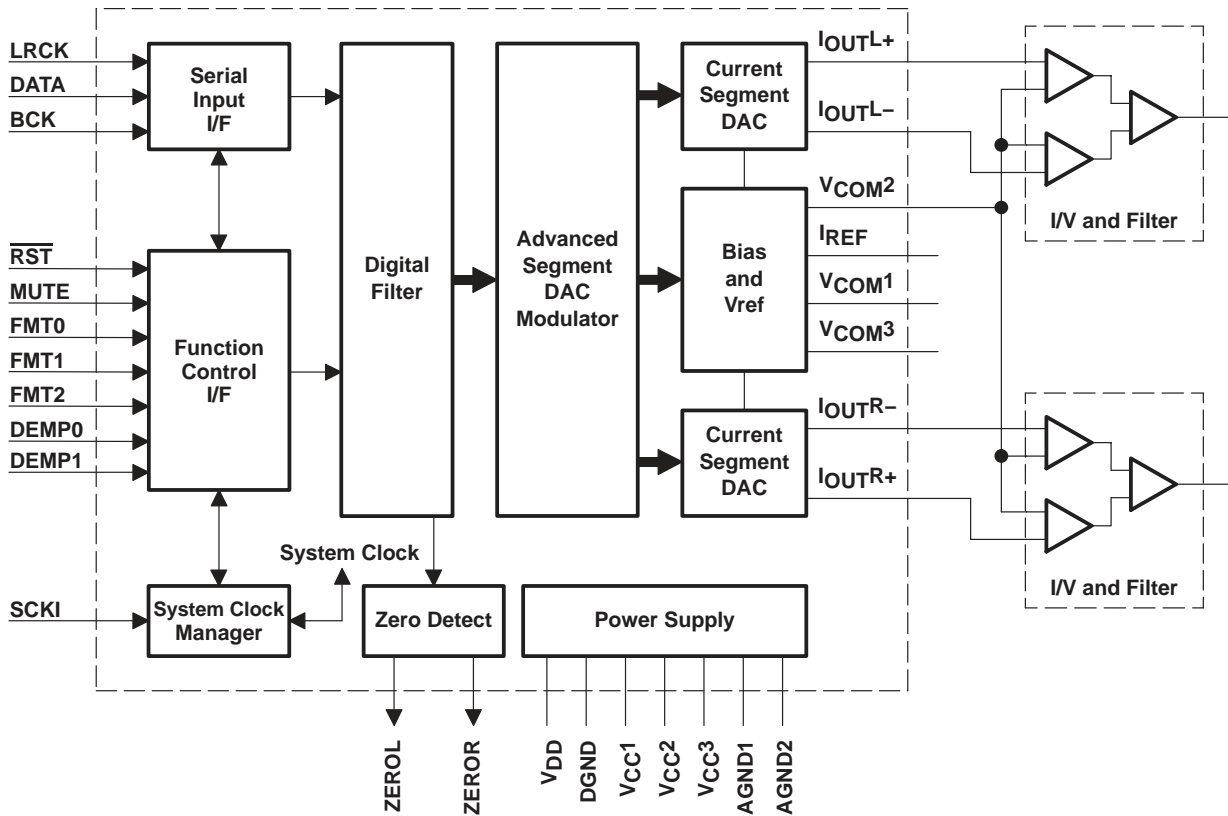 LRCK
DATA
BCK
Serial
Input
I/F
RST
MUTE
FMT0
FMT1
FMT2
DEMP0
DEMP1
Function
Control
I/F
SCKI
System Clock
Manager
System Clock
Digital
Filter
Zero Detect
ZEROL
ZEROR
Advanced
Segment
DAC
Modulator
Current
Segment
DAC
Bias
and
Vref
Current
Segment
DAC
Power Supply
VDD
DGND
VCC1
VCC2
VCC3
AGND1
AGND2
IOUTL+
IOUTL–
VCOM2
IREF
VCOM1
VCOM3
IOUTR–
IOUTR+
I/V and Filter
I/V and Filter